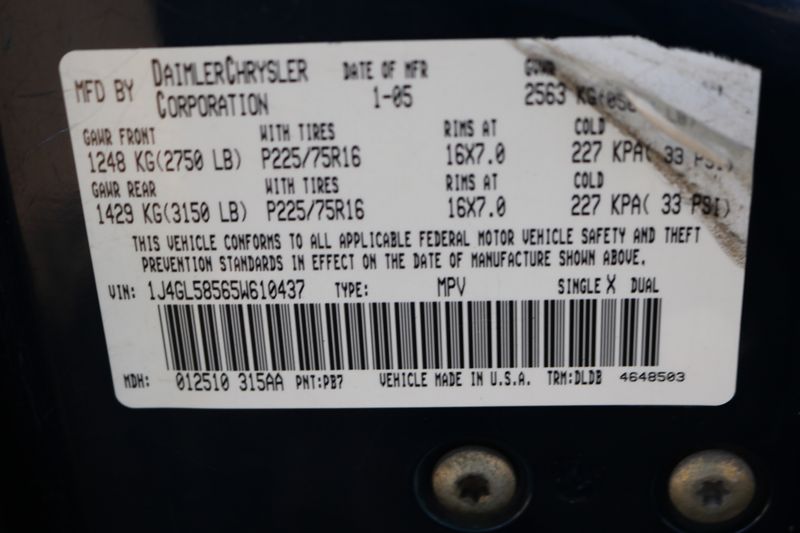 MFD BY DAIMLERCHRYSLER CORPORATION DATE OF MFR 1-05 GVWR 2563 KG
GAWR FRONT WITH TIRES RIMS AT COLD
1248 KG(2750 LB) P225/75R16 16X7.0 227 KPA( 33 PSI)
GAWR REAR WITH TIRES RIMS AT COLD
1429 KG(3150 LB) P225/75R16 16X7.0 227 KPA( 33 PSI)
THIS VEHICLE CONFORMS TO ALL APPLICABLE FEDERAL MOTOR VEHICLE SAFETY AND THEFT
PREVENTION STANDARDS IN EFFECT ON THE DATE OF MANUFACTURE SHOWN ABOVE.
VIN: 1J4GL58565W610437 TYPE: MPV SINGLE X DUAL
MDH: 012510 315AA PNT:PB7 VEHICLE MADE IN U.S.A. TRM:DLDB 4648503